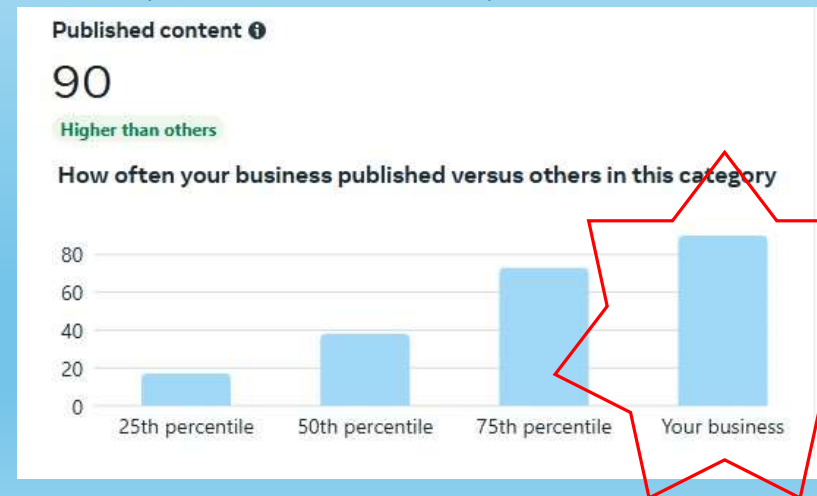 Published content
90
Higher than others
How often your business published versus others in this category
80
60
40
20
0
25th percentile 50th percentile 75th percentile Your business